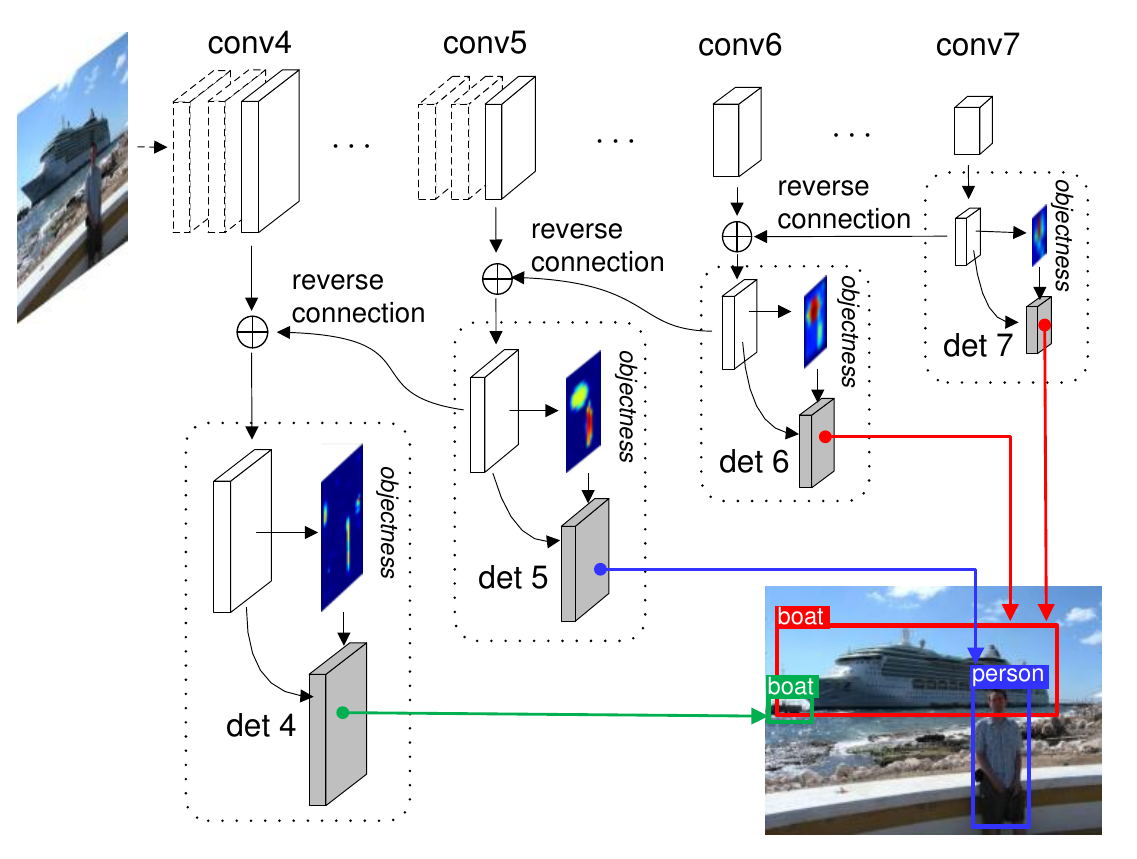 conv4
conv5
conv6
conv7
reverse
connection
objectness
reverse
connection
objectness
reverse
connection
det 7
objectness
det 6
objectness
det 5
boat
person
boat
det 4